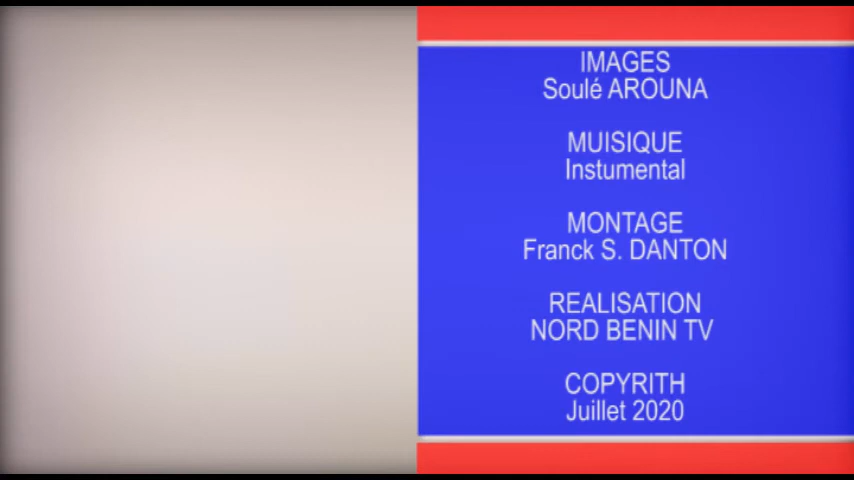 IMAGES
Soulé AROUNA
MUISIQUE
Instumental
MONTAGE
Franck S. DANTON
REALISATION
NORD BENIN TV
COPYRITH
Juillet 2020